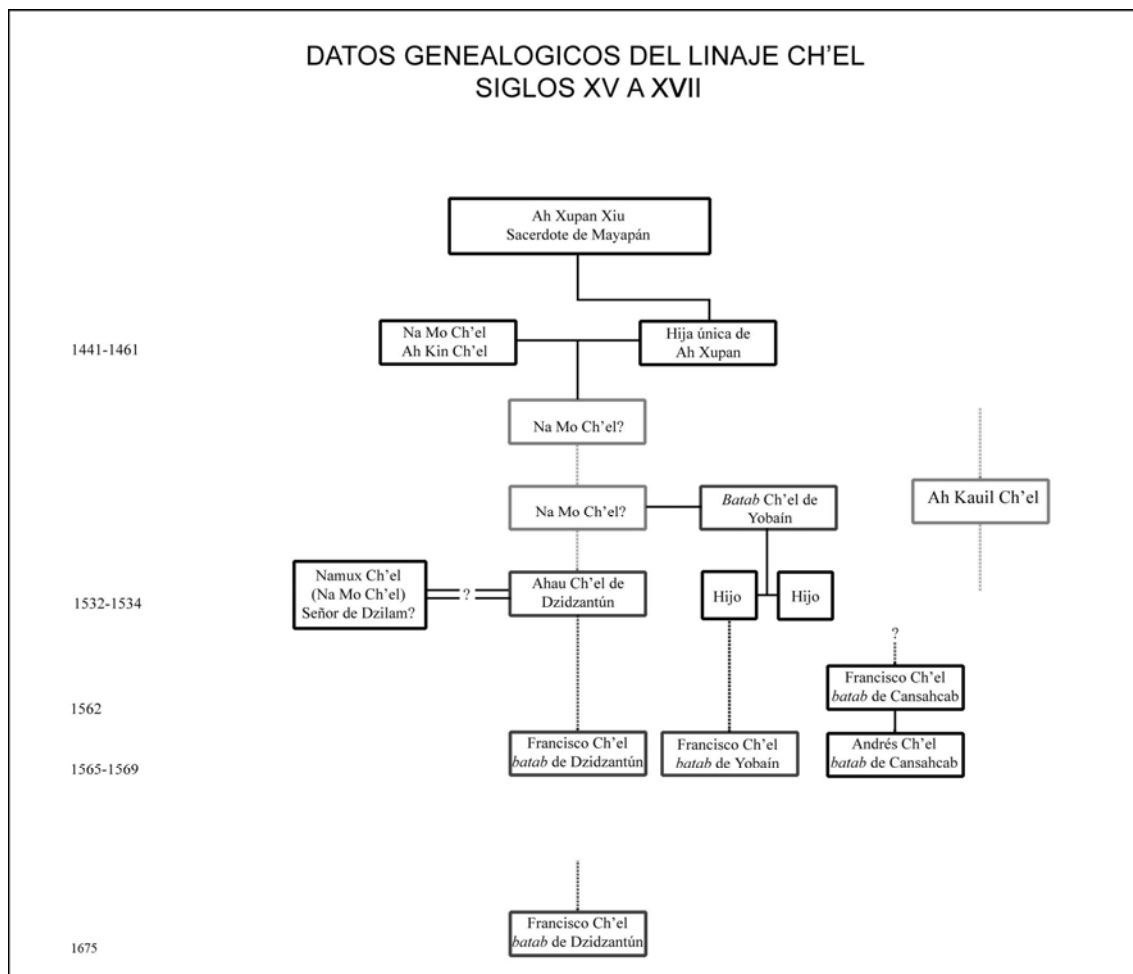 DATOS GENEALOGICOS DEL LINAJE CH'EL
SIGLOS XV A XVII
Ah Xupan Xiu
Sacerdote de Mayapán
1441-1461
Na Mo Ch'el
Ah Kin Ch'el
Hija única de
Ah Xupan
Na Mo Ch'el?
Na Mo Ch'el?
Batab Ch'el de
Yobaín
Ah Kauil Ch'el
1532-1534
Namux Ch'el
(Na Mo Ch'el)
Señor de Dzilam?
?
Ahau Ch'el de
Dzidzantún
Hijo
Hijo
?
1562
Francisco Ch'el
batab de Cansahcab
1565-1569
Francisco Ch'el
batab de Dzidzantún
Francisco Ch'el
batab de Yobaín
Andrés Ch'el
batab de Cansahcab
1675
Francisco Ch'el
batab de Dzidzantún